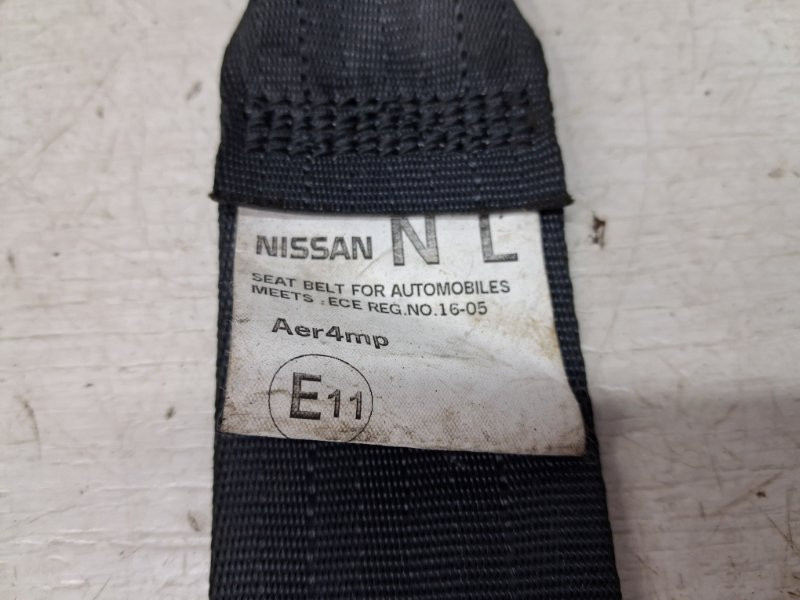 NISSAN N L
SEAT BELT FOR AUTOMOBILES
MEETS : ECE REG.NO.16-05
Aer4mp
E11